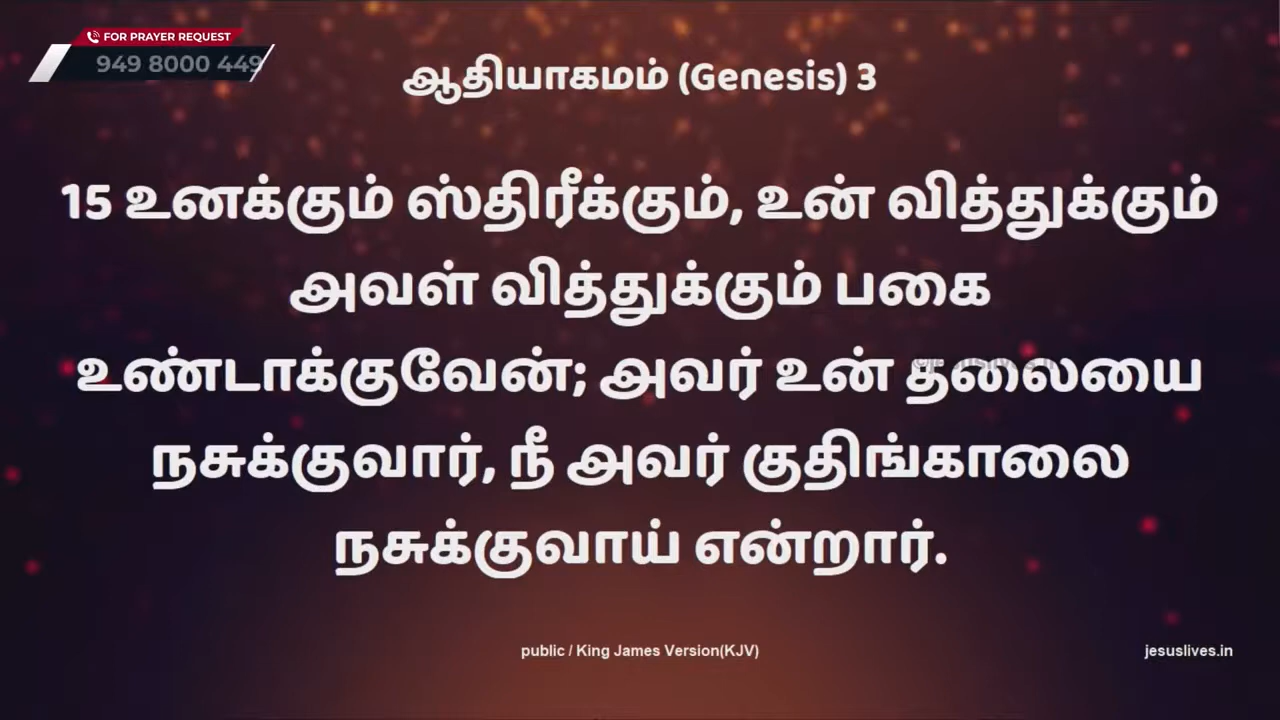 FOR PRAYER REQUEST
949 8000 449
ஆதியாகமம் (Genesis) 3
15 உனக்கும் ஸ்திரீக்கும், உன் வித்துக்கும்
அவள் வித்துக்கும் பகை
உண்டாக்குவேன்; அவர் உன் தலையை
நசுக்குவார், நீ அவர் குதிங்காலை
நசுக்குவாய் என்றார்.
public / King James Version(KJV)
jesuslives.in